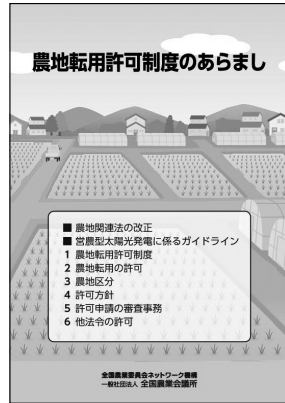 農地転用許可制度のあらまし
■ 農地関連法の改正
■ 営農型太陽光発電に係るガイドライン
1 農地転用許可制度
2 農地転用の許可
3 農地区分
4 許可方針
5 許可申請の審査事務
6 他法令の許可
全国農業委員会ネットワーク機構
一般社団法人 全国農業会議所